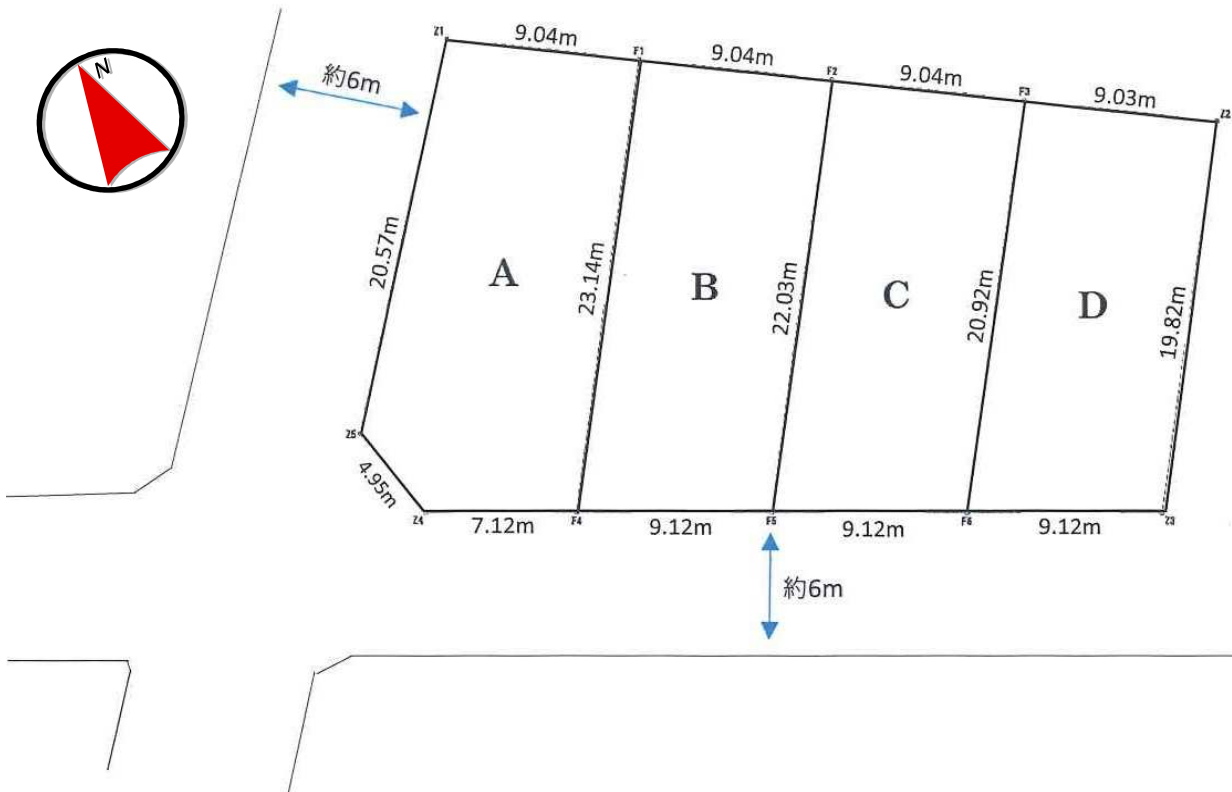 N
Z1
9.04m
F1
9.04m
F2
9.04m
F3
9.03m
Z2
約6m
20.57m
A
23.14m
B
22.03m
C
20.92m
D
19.82m
Z5
4.95m
Z4
7.12m
F4
9.12m
F5
9.12m
F6
9.12m
Z3
約6m